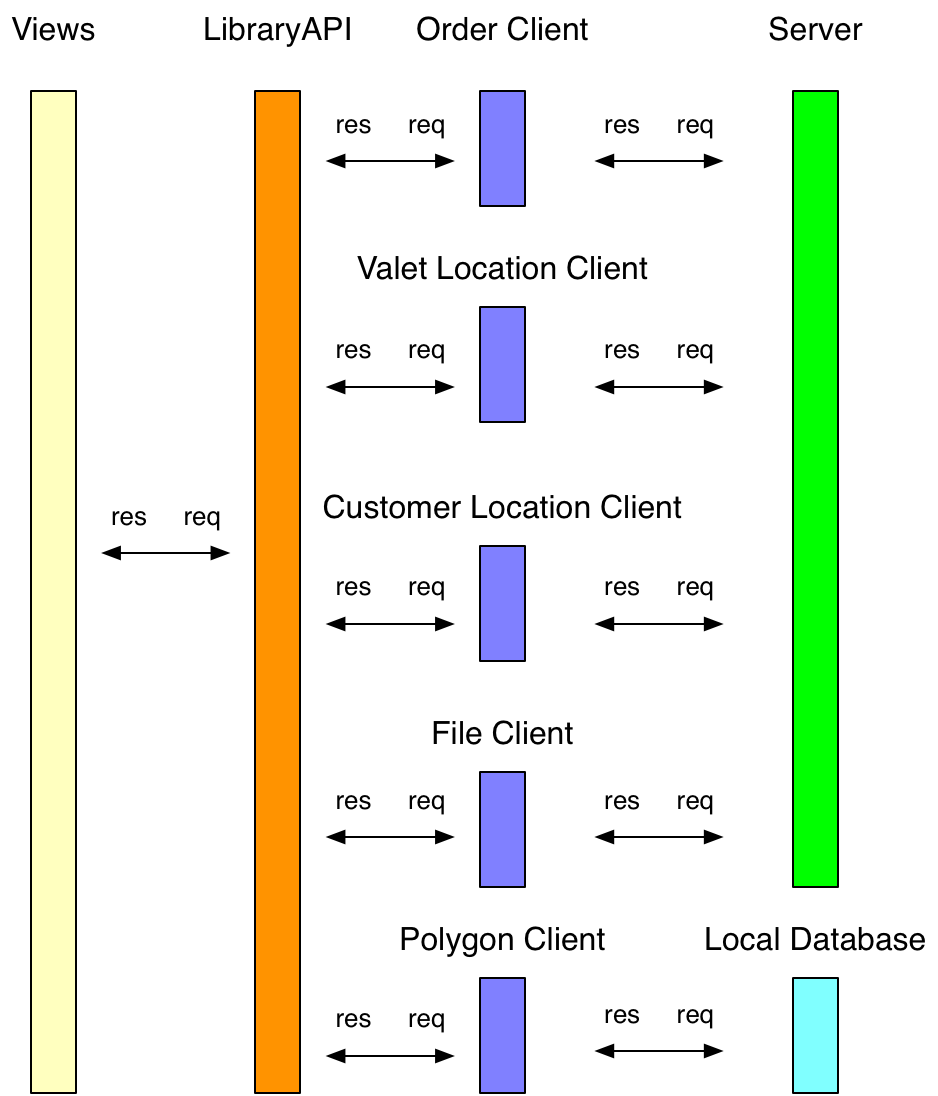 Views LibraryAPI Order Client Server
res req res req
Valet Location Client
res req res req
Customer Location Client
res req
res req res req
File Client
res req res req
Polygon Client Local Database
res req res req